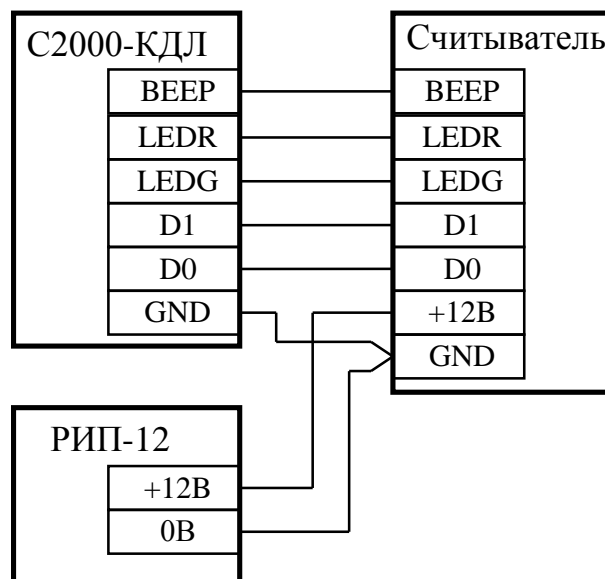 С2000-КДЛ
BEEP
LEDR
LEDG
D1
D0
GND
Считыватель
BEEP
LEDR
LEDG
D1
D0
+12В
GND
РИП-12
+12В
0В